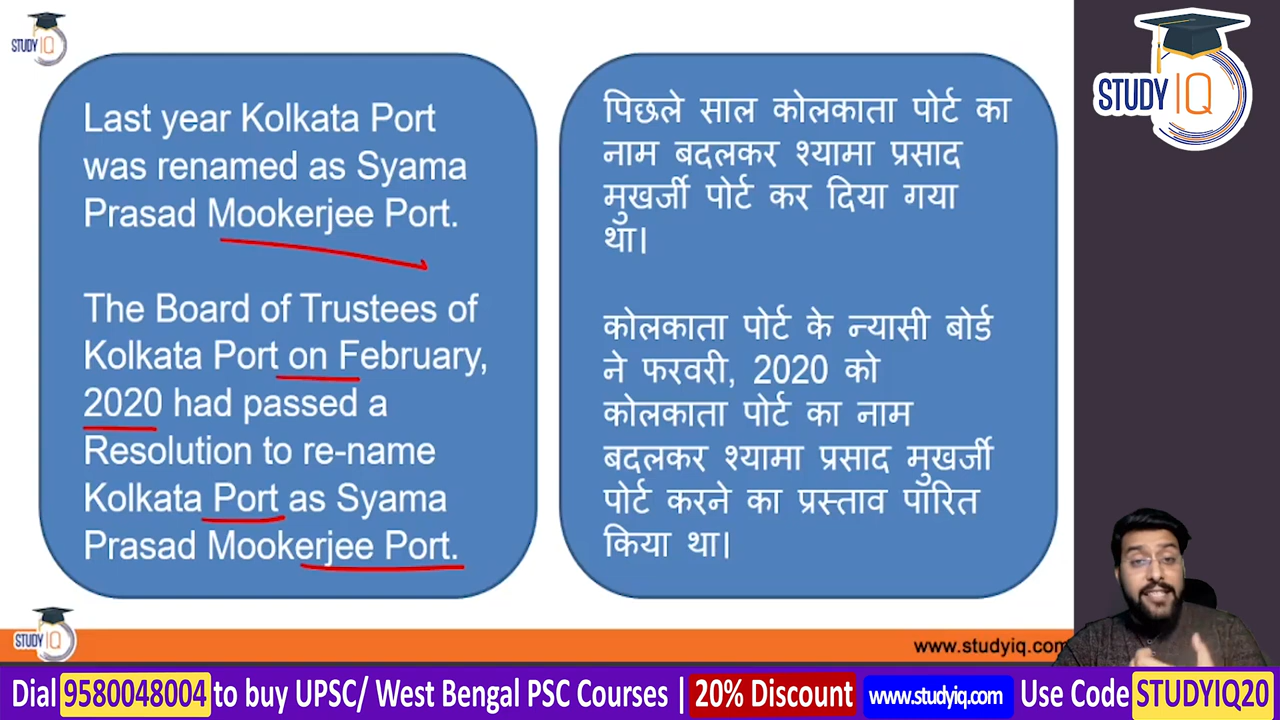 STUDY IQ
Last year Kolkata Port
was renamed as Syama
Prasad Mookerjee Port.
The Board of Trustees of
Kolkata Port on February,
2020 had passed a
Resolution to re-name
Kolkata Port as Syama
Prasad Mookerjee Port.
पिछले साल कोलकाता पोर्ट का
नाम बदलकर श्यामा प्रसाद
मुखर्जी पोर्ट कर दिया गया
था।
कोलकाता पोर्ट के न्यासी बोर्ड
ने फरवरी, 2020 को
कोलकाता पोर्ट का नाम
बदलकर श्यामा प्रसाद मुखर्जी
पोर्ट करने का प्रस्ताव पारित
किया था।
STUDY IQ
STUDY IQ
www.studyiq.com
Dial 9580048004 to buy UPSC/ West Bengal PSC Courses | 20% Discount www.studyiq.com Use Code STUDYIQ20